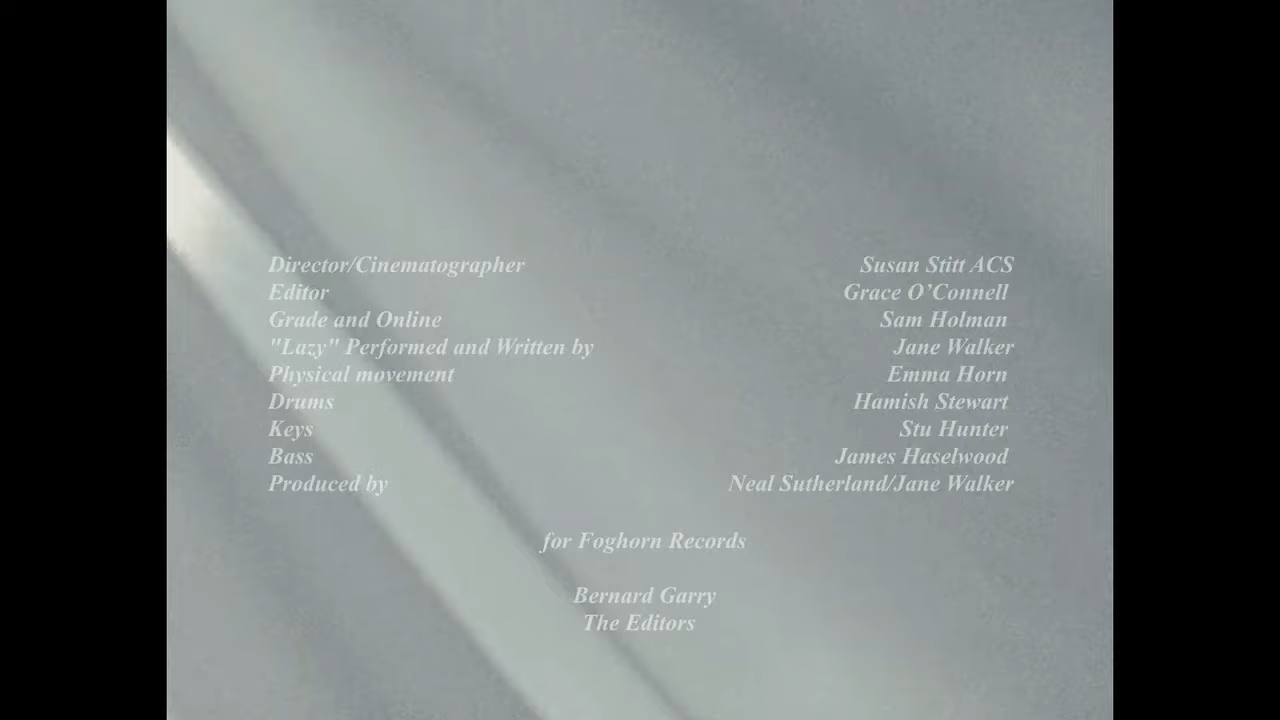 Director/Cinematographer Susan Stitt ACS
Editor Grace O’Connell
Grade and Online Sam Holman
"Lazy" Performed and Written by Jane Walker
Physical movement Emma Horn
Drums Hamish Stewart
Keys Stu Hunter
Bass James Haselwood
Produced by Neal Sutherland/Jane Walker
for Foghorn Records
Bernard Garry
The Editors